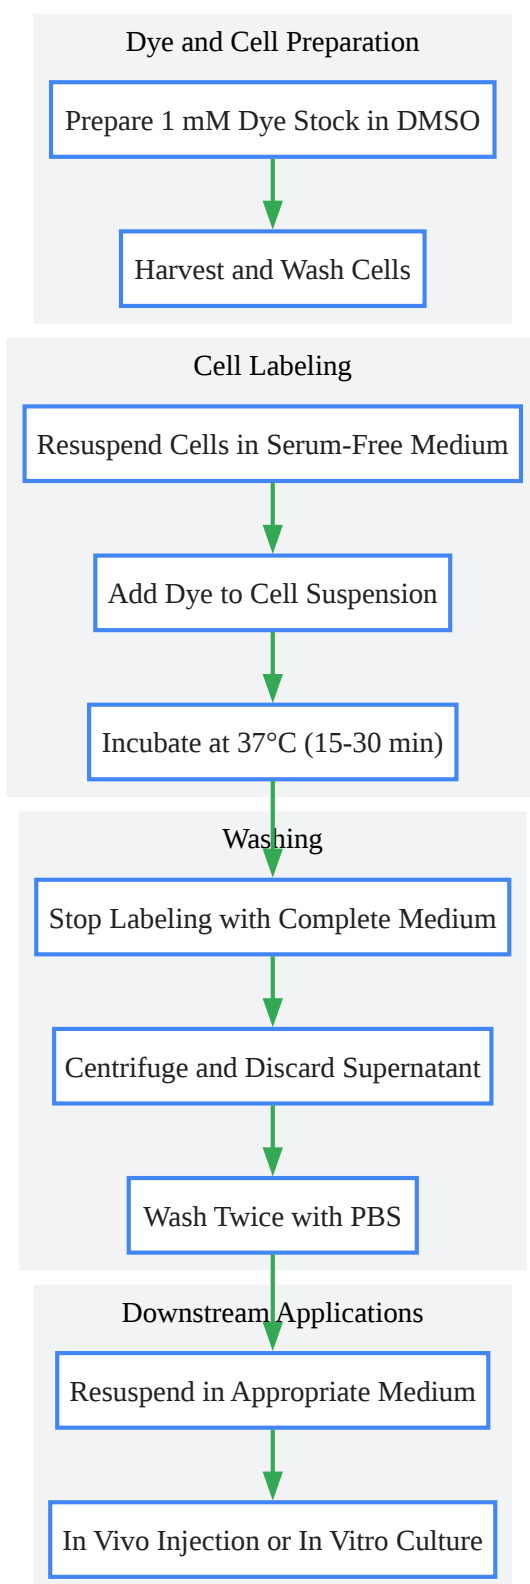 Dye and Cell Preparation
Prepare 1 mM Dye Stock in DMSO
Harvest and Wash Cells
Cell Labeling
Resuspend Cells in Serum-Free Medium
Add Dye to Cell Suspension
Incubate at 37°C (15-30 min)
Washing
Stop Labeling with Complete Medium
Centrifuge and Discard Supernatant
Wash Twice with PBS
Downstream Applications
Resuspend in Appropriate Medium
In Vivo Injection or In Vitro Culture